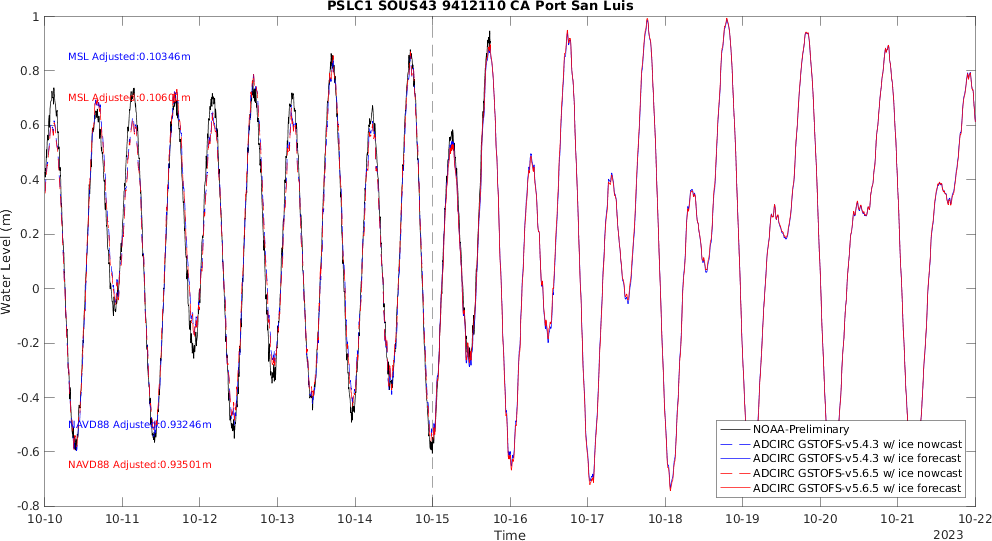 PSLC1 SOUS43 9412110 CA Port San Luis
1
0.8
0.6
0.4
0.2
0
-0.2
-0.4
-0.6
-0.8
Water Level (m)
MSL Adjusted:0.10346m
MSL Adjusted:0.10601m
NAVD88 Adjusted:0.93246m
NAVD88 Adjusted:0.93501m
NOAA-Preliminary
ADCIRC GSTOFS-v5.4.3 w/ ice nowcast
ADCIRC GSTOFS-v5.4.3 w/ ice forecast
ADCIRC GSTOFS-v5.6.5 w/ ice nowcast
ADCIRC GSTOFS-v5.6.5 w/ ice forecast
10-10 10-11 10-12 10-13 10-14 10-15 10-16 10-17 10-18 10-19 10-20 10-21 10-22
Time
2023